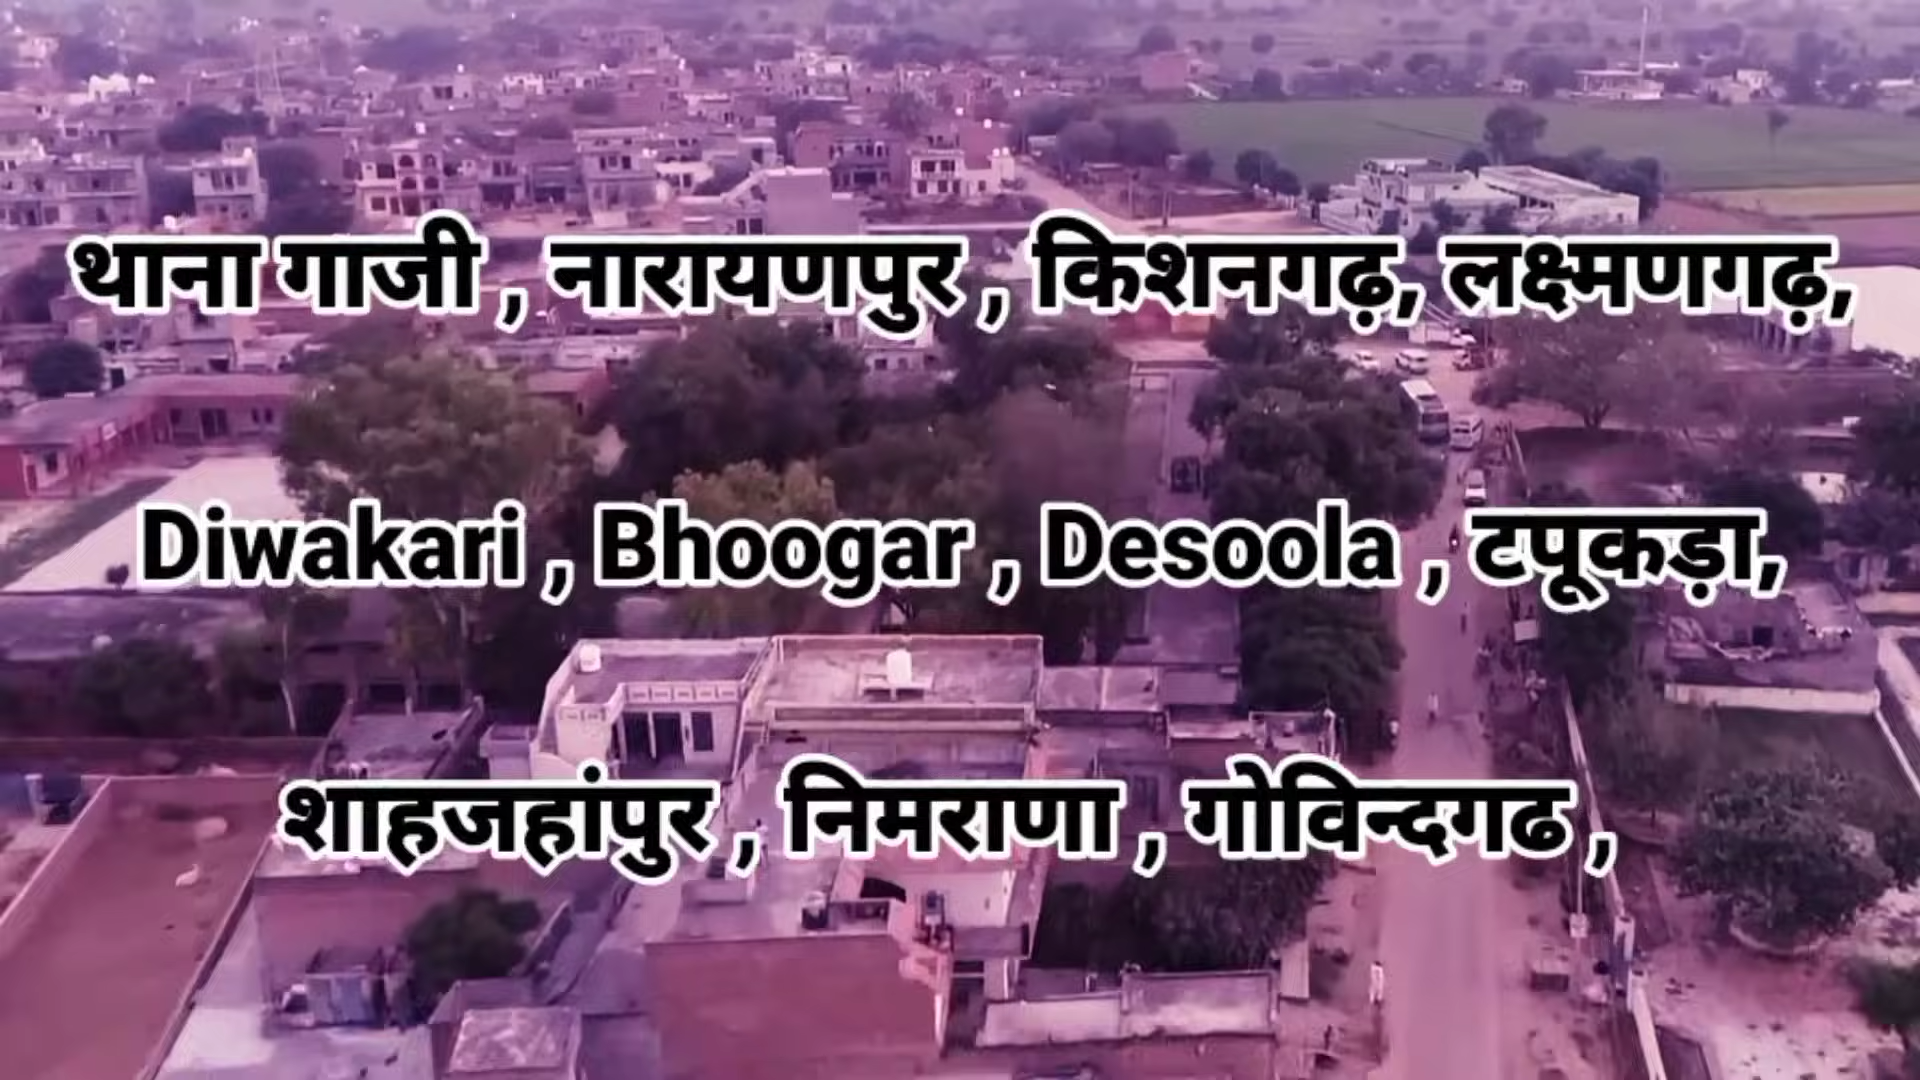 थाना गाजी , नारायणपुर , किशनगढ़, लक्ष्मणगढ़,
Diwakari , Bhoogar , Desoola , टपूकड़ा,
शाहजहांपुर , निमराणा , गोविन्दगढ ,